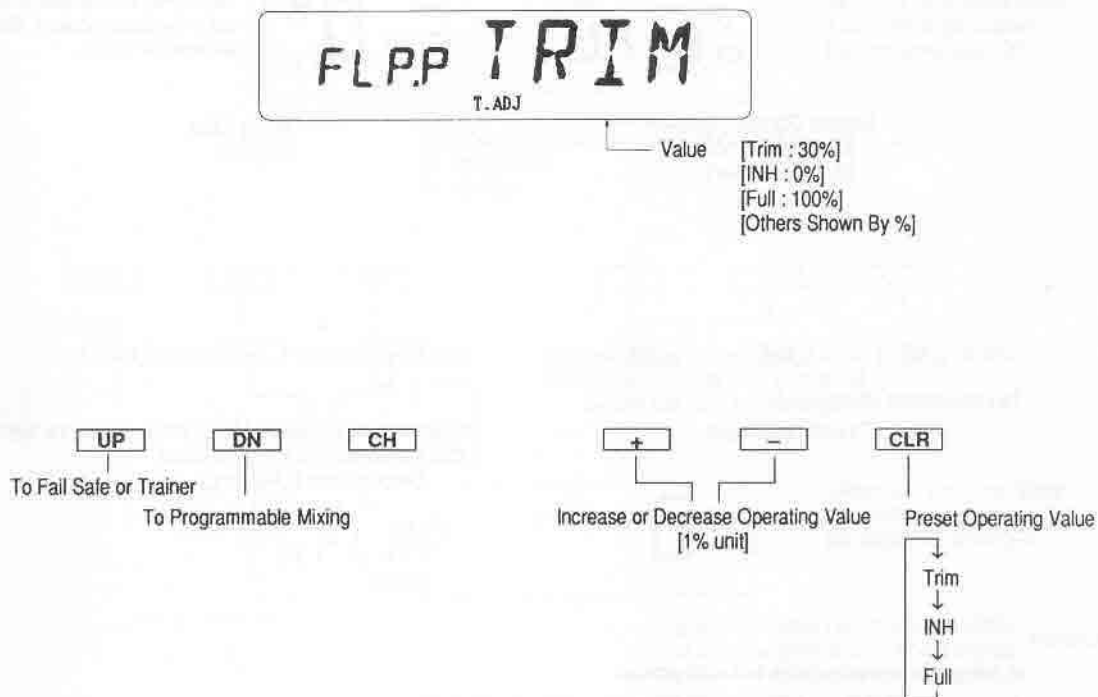 FLP.P TRIM
T.ADJ
Value [Trim : 30%]
[INH : 0%]
[Full : 100%]
[Others Shown By %]
UP DN CH + − CLR
To Fail Safe or Trainer
To Programmable Mixing
Increase or Decrease Operating Value
[1% unit]
Preset Operating Value
↓
Trim
↓
INH
↓
Full